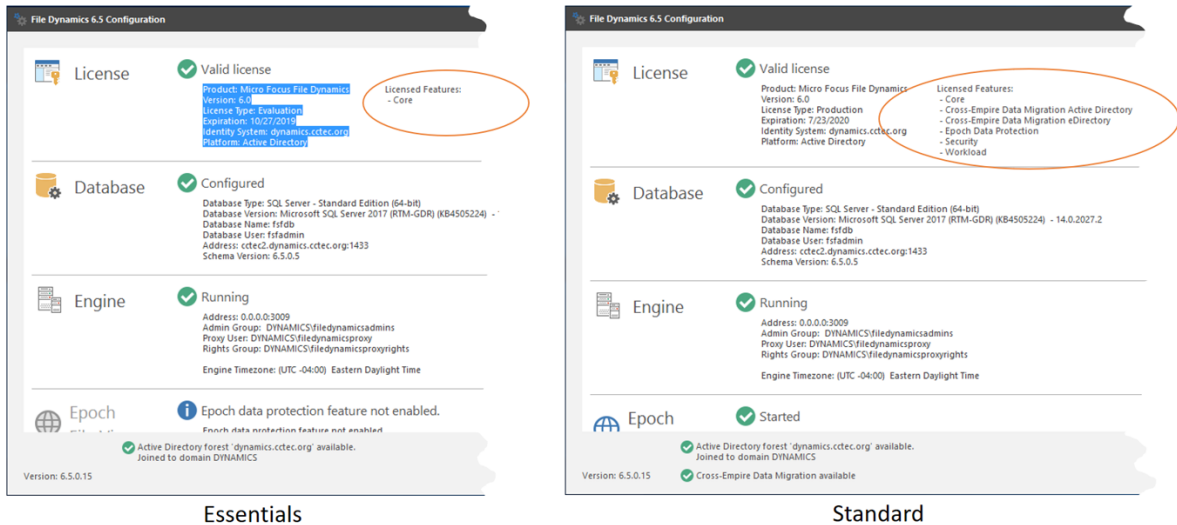 File Dynamics 6.5 Configuration
License
Valid license
Product: Micro Focus File Dynamics
Version: 6.0
License Type: Evaluation
Expiration: 10/27/2019
Identity System: dynamics.cctec.org
Platform: Active Directory
Licensed Features:
- Core
Database
Configured
Database Type: SQL Server - Standard Edition (64-bit)
Database Version: Microsoft SQL Server 2017 (RTM-GDR) (KB4505224) -
Database Name: fsfdb
Database User: fsfadmin
Address: cctec2.dynamics.cctec.org:1433
Schema Version: 6.5.0.5
Engine
Running
Address: 0.0.0.0:3009
Admin Group: DYNAMICS\filedynamicsadmins
Proxy User: DYNAMICS\filedynamicsproxy
Rights Group: DYNAMICS\filedynamicsproxyrights
Engine Timezone: (UTC -04:00) Eastern Daylight Time
Epoch
Epoch data protection feature not enabled.
Epoch data protection feature not enabled
Active Directory forest 'dynamics.cctec.org' available.
Joined to domain DYNAMICS
Version: 6.5.0.15
Essentials
File Dynamics 6.5 Configuration
License
Valid license
Product: Micro Focus File Dynamics
Version: 6.0
License Type: Production
Expiration: 7/23/2020
Identity System: dynamics.cctec.org
Platform: Active Directory
Licensed Features:
- Core
- Cross-Empire Data Migration Active Directory
- Cross-Empire Data Migration eDirectory
- Epoch Data Protection
- Security
- Workload
Database
Configured
Database Type: SQL Server - Standard Edition (64-bit)
Database Version: Microsoft SQL Server 2017 (RTM-GDR) (KB4505224) - 14.0.2027.2
Database Name: fsfdb
Database User: fsfadmin
Address: cctec2.dynamics.cctec.org:1433
Schema Version: 6.5.0.5
Engine
Running
Address: 0.0.0.0:3009
Admin Group: DYNAMICS\filedynamicsadmins
Proxy User: DYNAMICS\filedynamicsproxy
Rights Group: DYNAMICS\filedynamicsproxyrights
Engine Timezone: (UTC -04:00) Eastern Daylight Time
Epoch
Started
Active Directory forest 'dynamics.cctec.org' available.
Joined to domain DYNAMICS
Version: 6.5.0.15
Cross-Empire Data Migration available
Standard